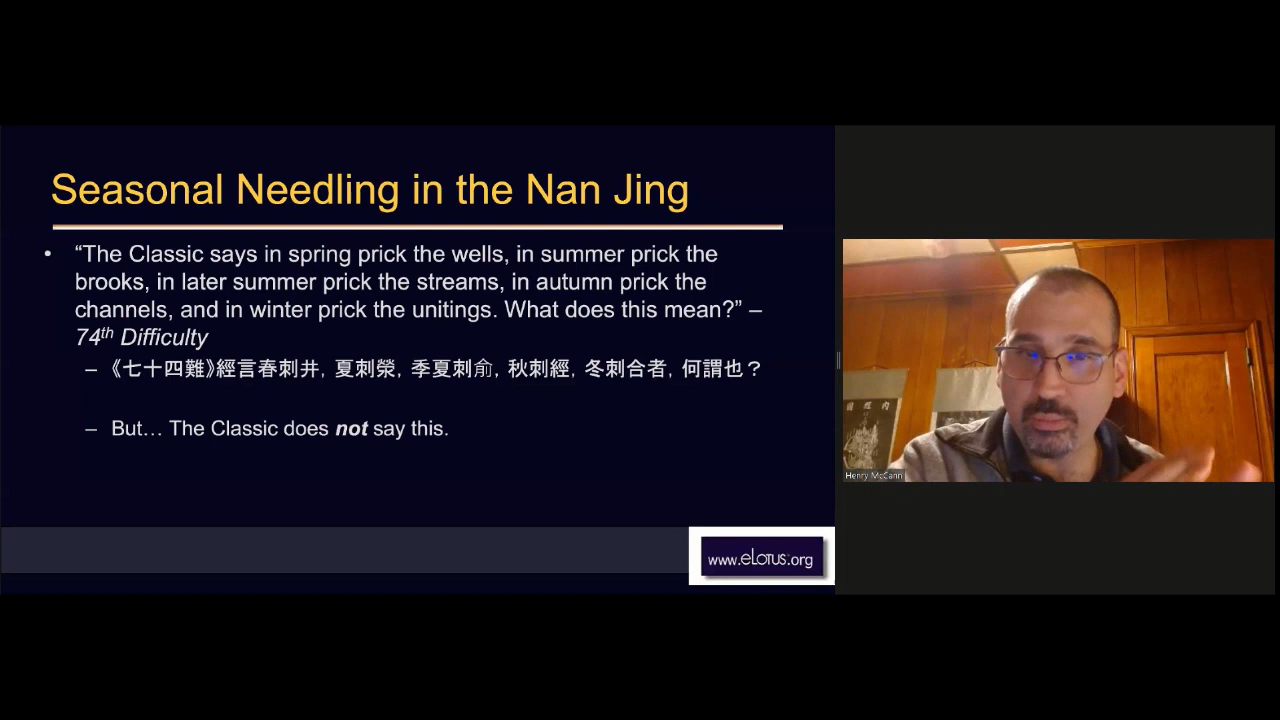 Seasonal Needling in the Nan Jing
• “The Classic says in spring prick the wells, in summer prick the
brooks, in later summer prick the streams, in autumn prick the
channels, and in winter prick the unitings. What does this mean?” –
74th Difficulty
– 《七十四難》經言春刺井，夏刺滎，季夏刺俞，秋刺經，冬刺合者，何謂也？
– But… The Classic does not say this.
www.eLOTUS.org
Henry McCann